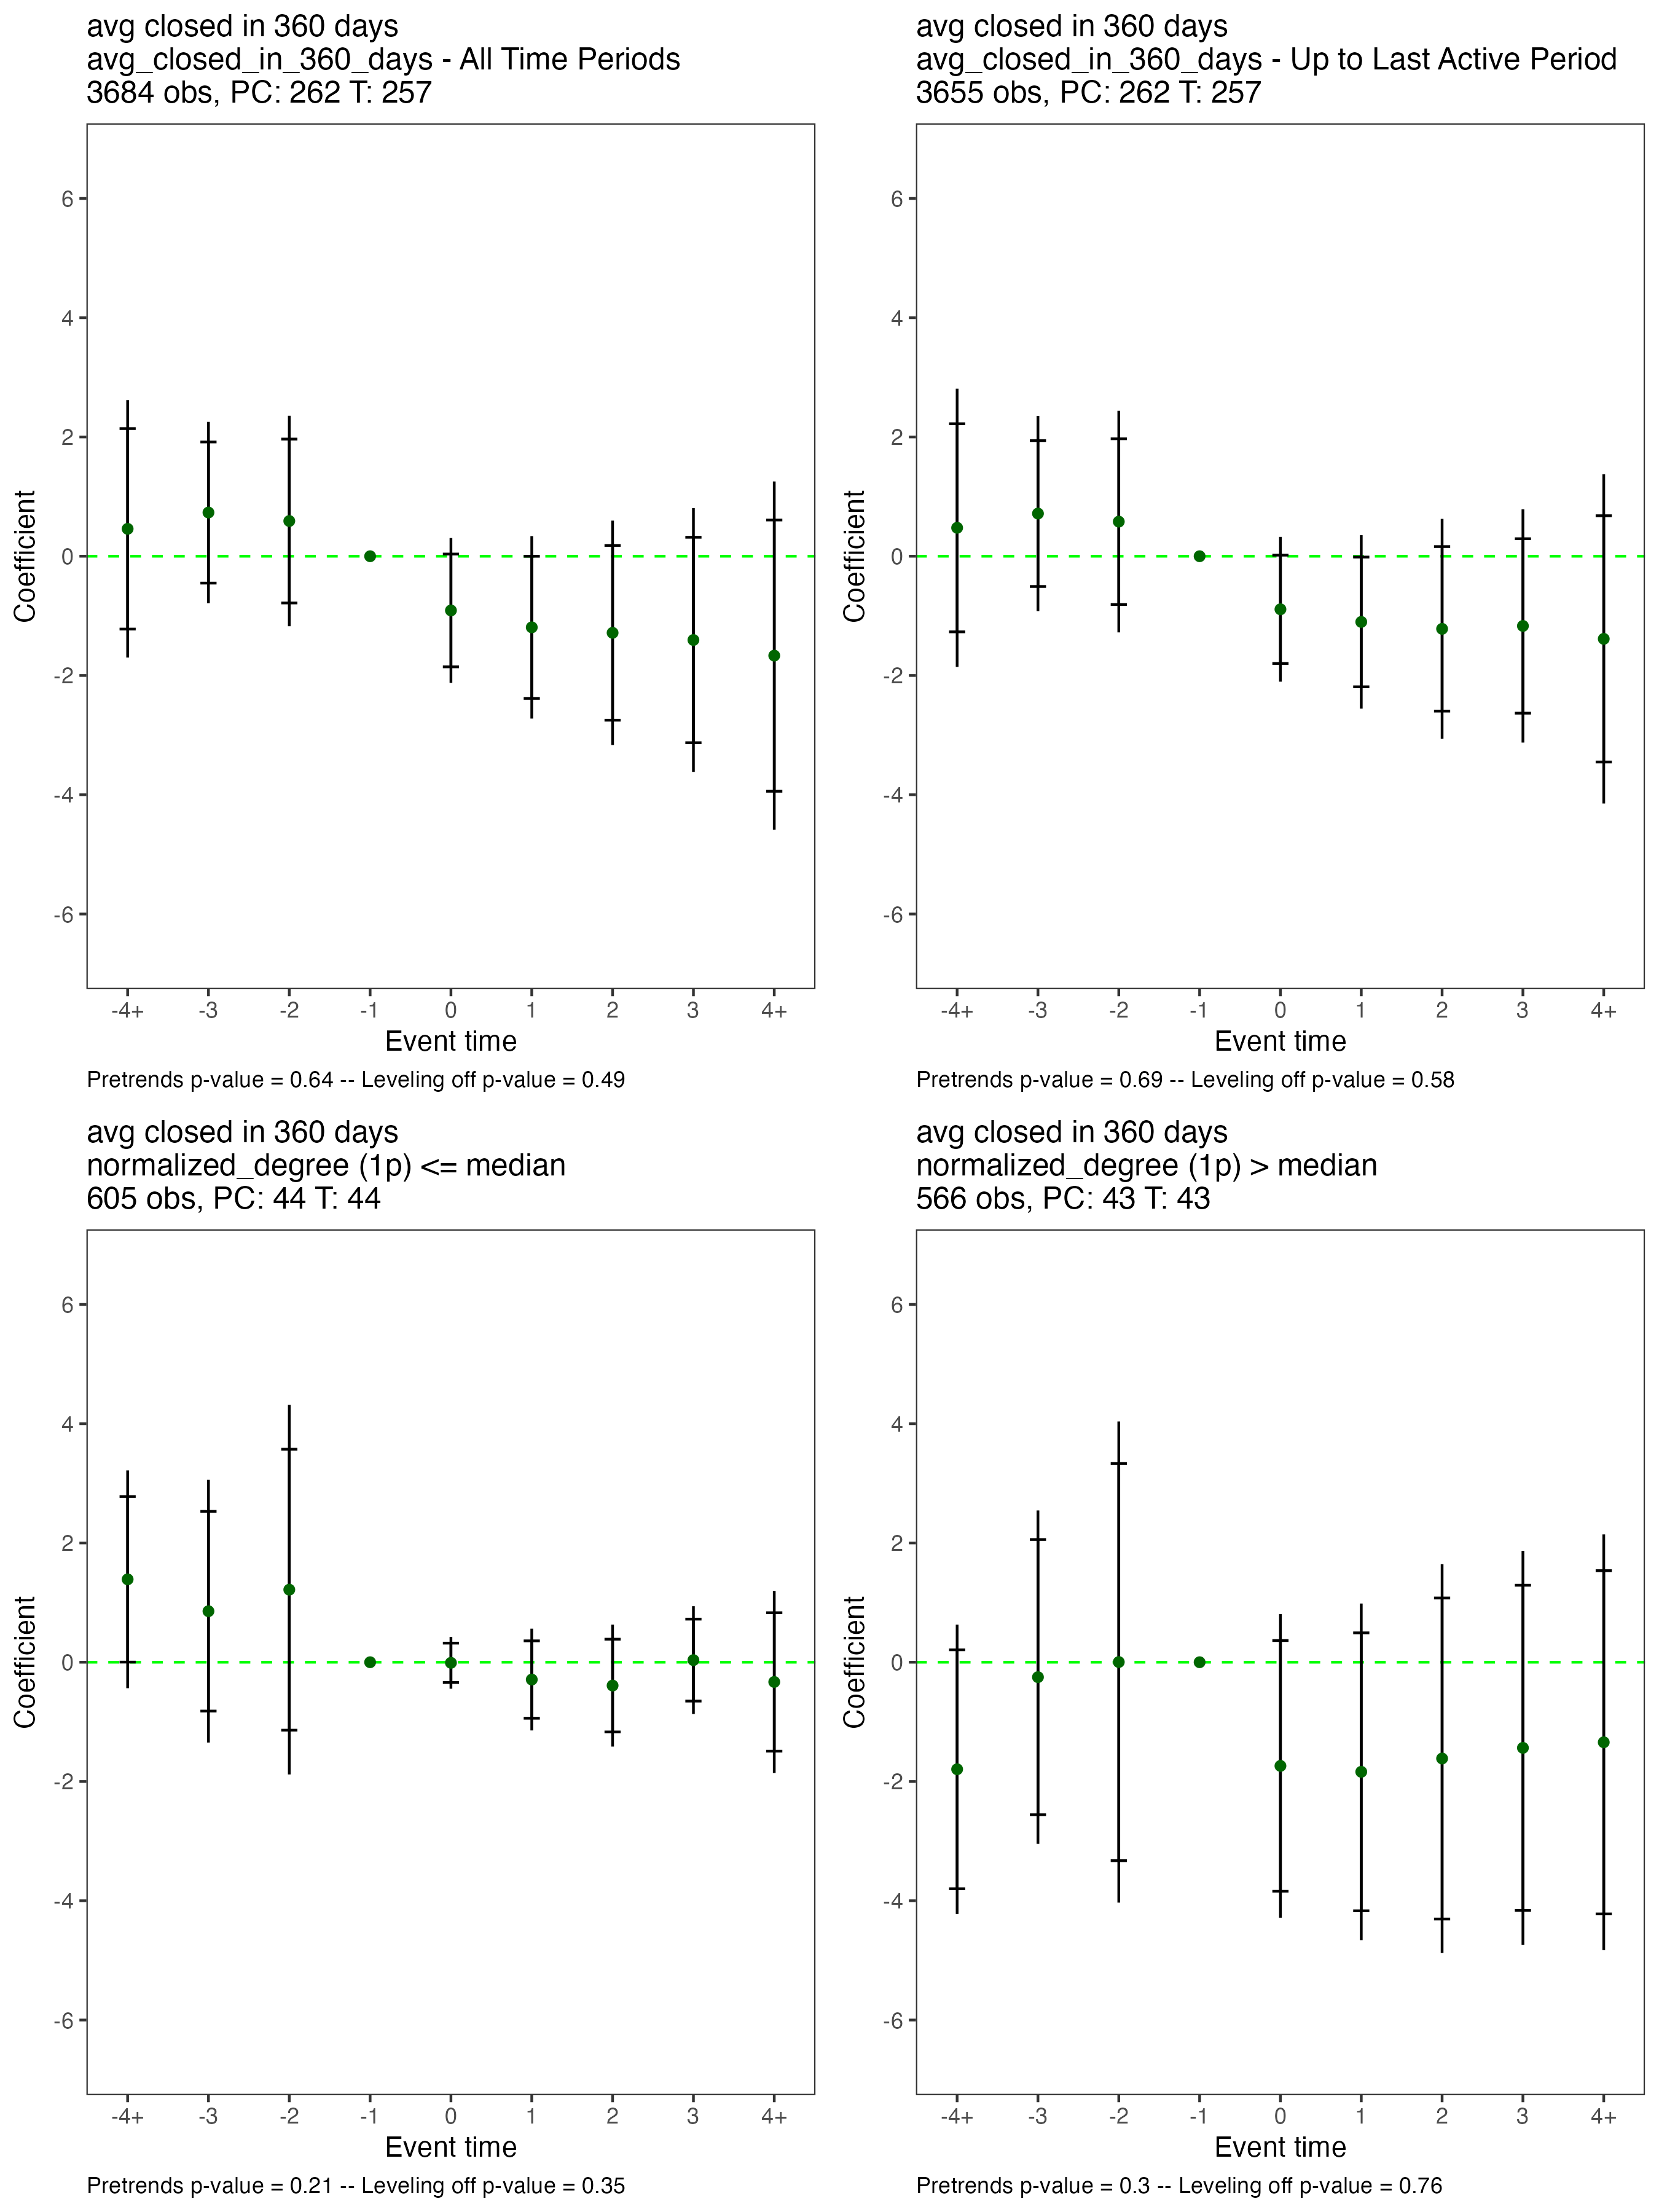 avg closed in 360 days
avg_closed_in_360_days - All Time Periods
3684 obs, PC: 262 T: 257
Coefficient
6
4
2
0
-2
-4
-6
-4+ -3 -2 -1 0 1 2 3 4+
Event time
Pretrends p-value = 0.64 -- Leveling off p-value = 0.49
avg closed in 360 days
avg_closed_in_360_days - Up to Last Active Period
3655 obs, PC: 262 T: 257
Coefficient
6
4
2
0
-2
-4
-6
-4+ -3 -2 -1 0 1 2 3 4+
Event time
Pretrends p-value = 0.69 -- Leveling off p-value = 0.58
avg closed in 360 days
normalized_degree (1p) <= median
605 obs, PC: 44 T: 44
Coefficient
6
4
2
0
-2
-4
-6
-4+ -3 -2 -1 0 1 2 3 4+
Event time
Pretrends p-value = 0.21 -- Leveling off p-value = 0.35
avg closed in 360 days
normalized_degree (1p) > median
566 obs, PC: 43 T: 43
Coefficient
6
4
2
0
-2
-4
-6
-4+ -3 -2 -1 0 1 2 3 4+
Event time
Pretrends p-value = 0.3 -- Leveling off p-value = 0.76